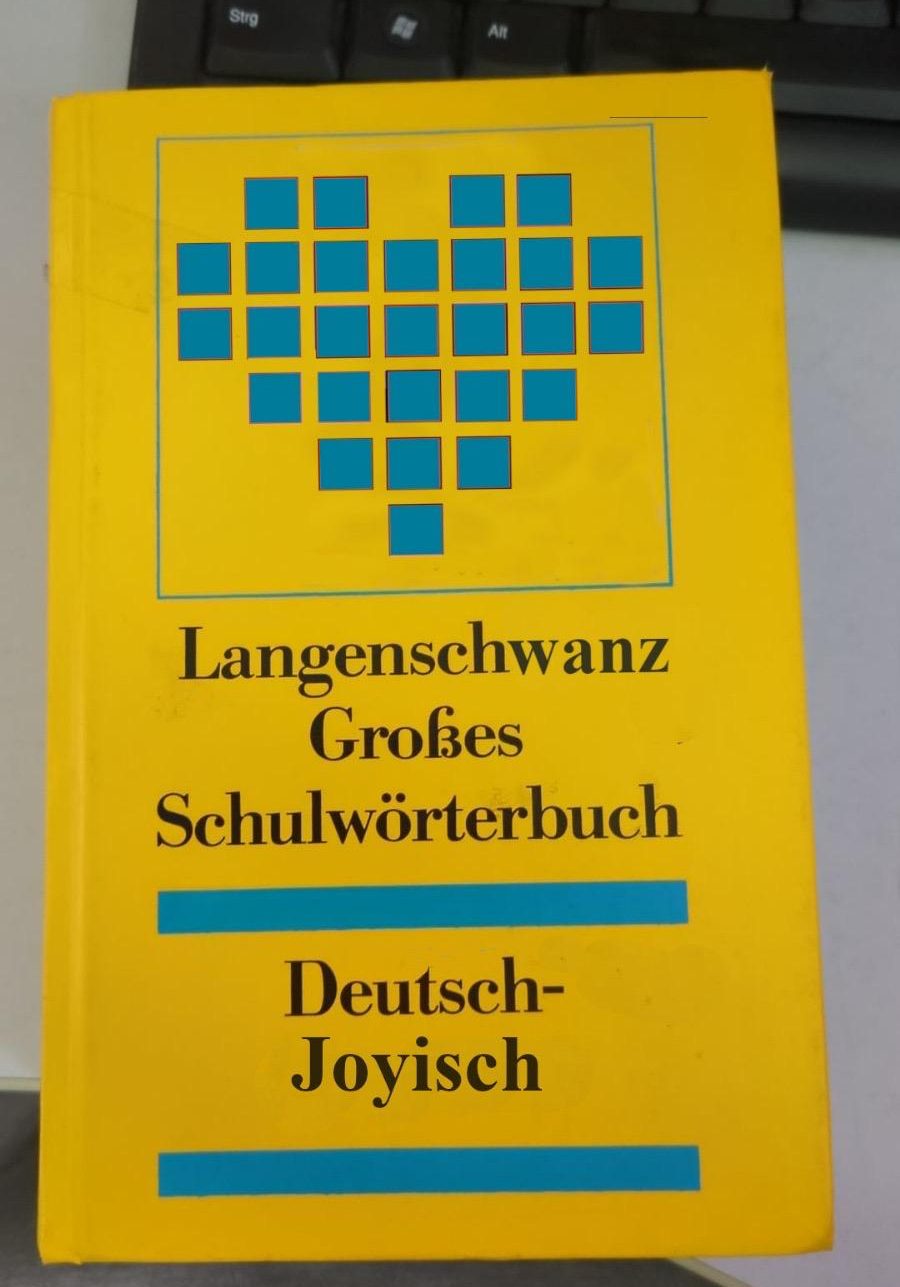 Strg
Alt
Langenschwanz
Großes
Schulwörterbuch
Deutsch-
Joyisch